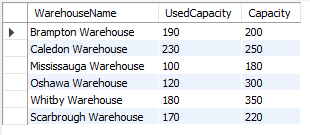 WarehouseName UsedCapacity Capacity
Brampton Warehouse 190 200
Caledon Warehouse 230 250
Mississauga Warehouse 100 180
Oshawa Warehouse 120 300
Whitby Warehouse 180 350
Scarbrough Warehouse 170 220